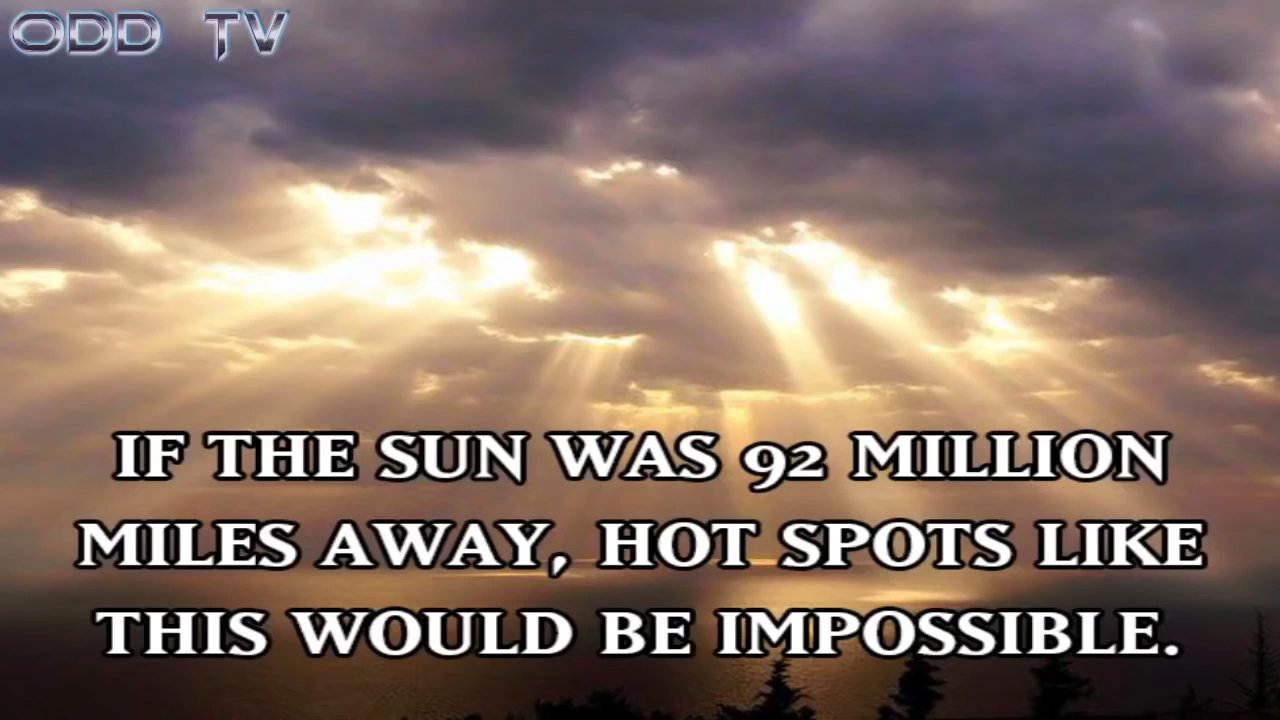 ODD TV
IF THE SUN WAS 92 MILLION
MILES AWAY, HOT SPOTS LIKE
THIS WOULD BE IMPOSSIBLE.